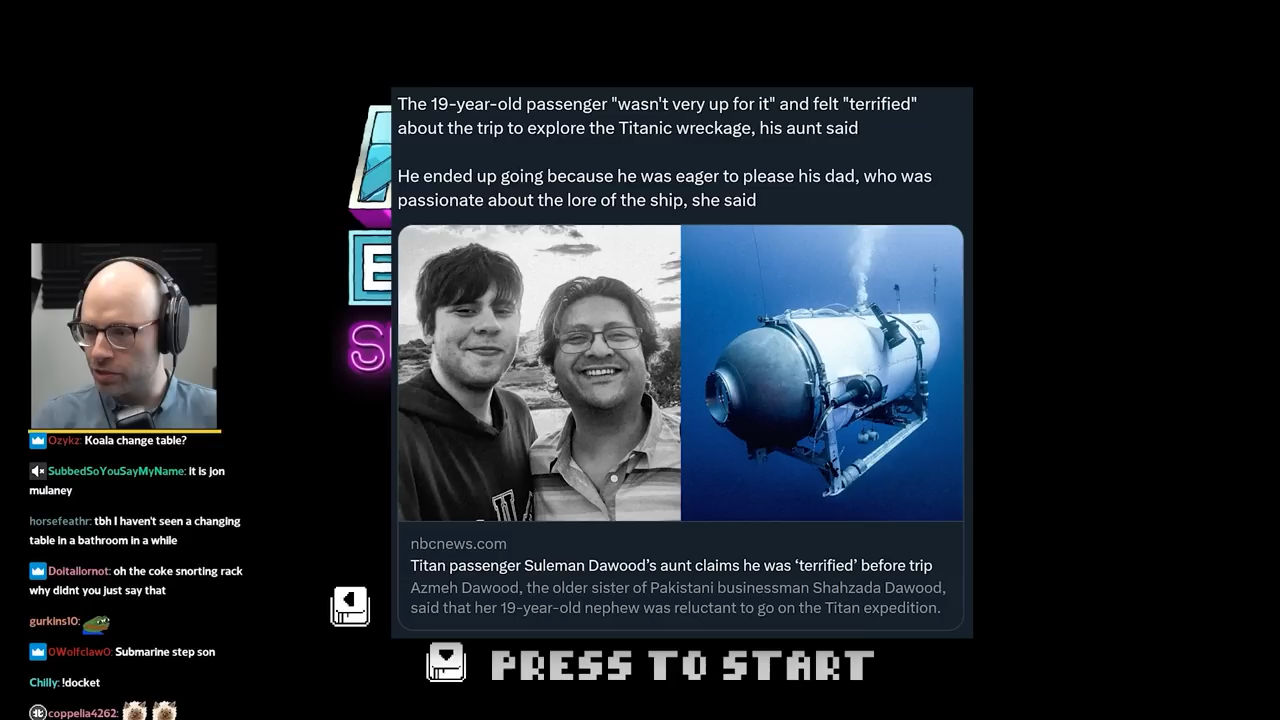 The 19-year-old passenger "wasn't very up for it" and felt "terrified"
about the trip to explore the Titanic wreckage, his aunt said
He ended up going because he was eager to please his dad, who was
passionate about the lore of the ship, she said
nbcnews.com
Titan passenger Suleman Dawood's aunt claims he was ‘terrified’ before trip
Azmeh Dawood, the older sister of Pakistani businessman Shahzada Dawood,
said that her 19-year-old nephew was reluctant to go on the Titan expedition.
Ozykz: Koala change table?
SubbedSoYouSayMyName: it is jon
mulaney
horsefeathr: tbh I haven't seen a changing
table in a bathroom in a while
Doitallornot: oh the coke snorting rack
why didnt you just say that
gurkins10:
0Wolfclaw0: Submarine step son
Chilly: !docket
coppelia4262:
PRESS TO START